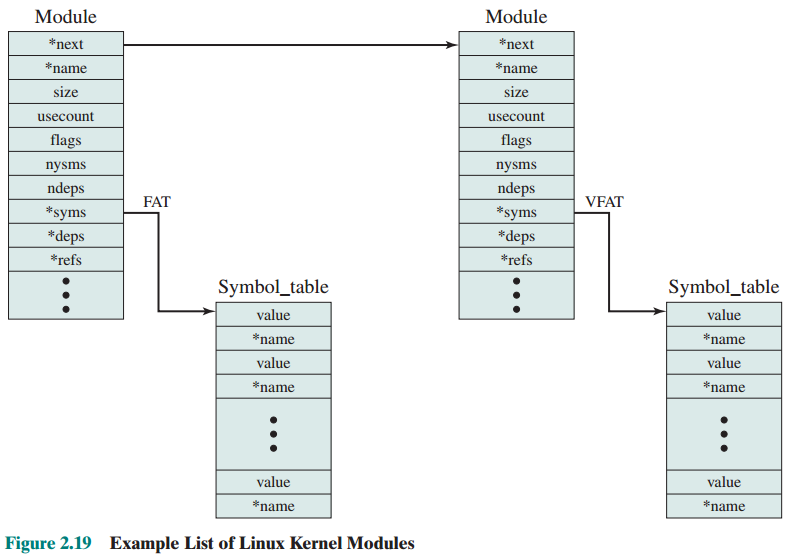 Module
*next
*name
size
usecount
flags
nysms
ndeps
*syms
*deps
*refs
FAT
Symbol_table
value
*name
value
*name
value
*name
Module
*next
*name
size
usecount
flags
nysms
ndeps
*syms
*deps
*refs
VFAT
Symbol_table
value
*name
value
*name
value
*name
Figure 2.19 Example List of Linux Kernel Modules